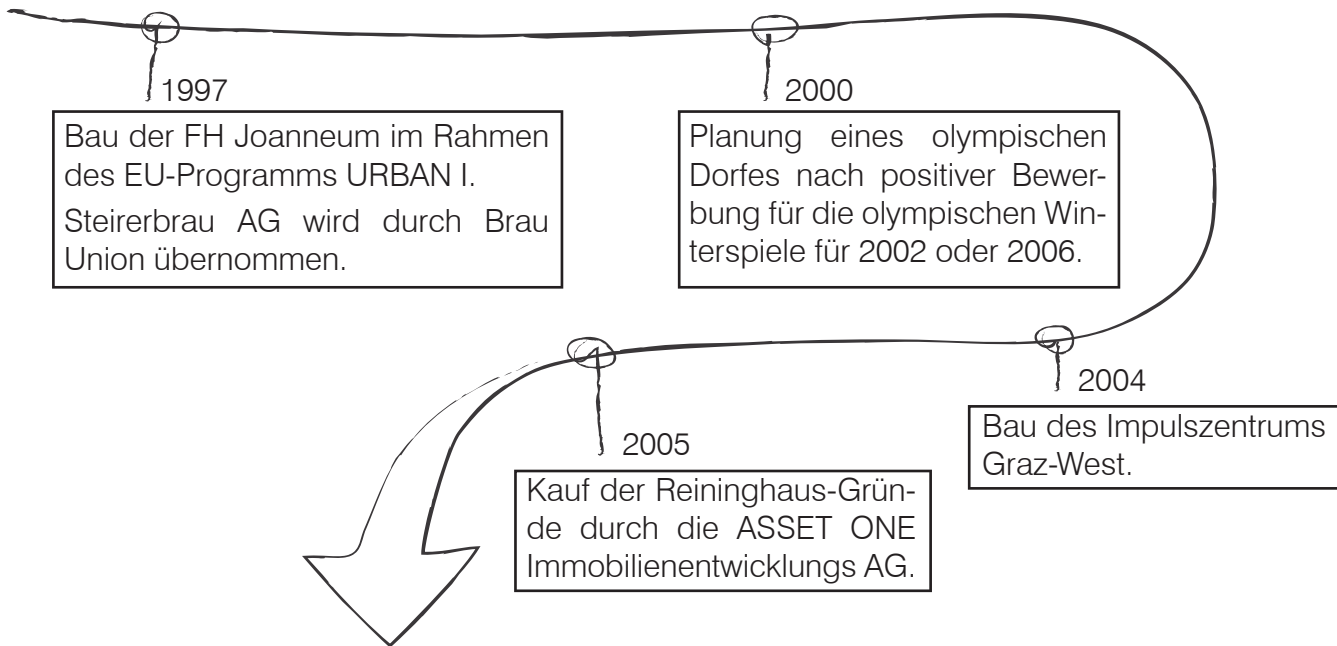 1997
Bau der FH Joanneum im Rahmen
des EU-Programms URBAN I.
Steirerbrau AG wird durch Brau
Union übernommen.
2000
Planung eines olympischen
Dorfes nach positiver Bewer-
bung für die olympischen Win-
terspiele für 2002 oder 2006.
2004
Bau des Impulszentrums
Graz-West.
2005
Kauf der Reininghaus-Grün-
de durch die ASSET ONE
Immobilienentwicklungs AG.